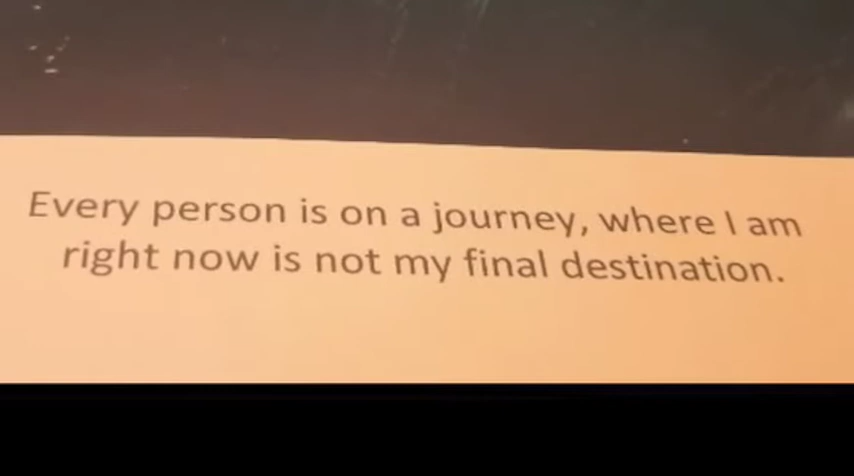 Every person is on a journey, where I am
right now is not my final destination.